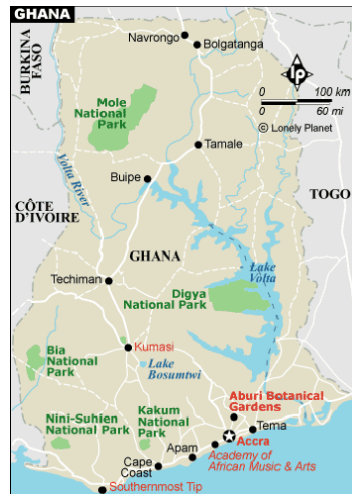 GHANA
Navrongo
Bolgatanga
BURKINA
FASO
lp
100 km
0
60 mi
© Lonely Planet
Mole
National
Park
Tamale
Volta River
Buipe
TOGO
CÔTE
D'IVOIRE
GHANA
Lake
Volta
Techiman
Digya
National Park
Kumasi
Bia
National
Park
Lake
Bosumtwi
Aburi Botanical
Gardens
Kakum
National
Park
Nini-Suhien
National Park
Tema
Accra
Apam
Academy of
African Music & Arts
Cape
Coast
Southernmost Tip